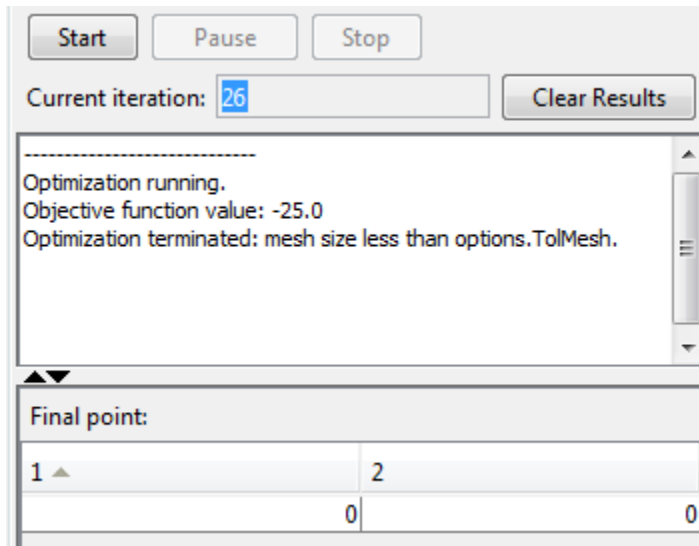 Start Pause Stop
Current iteration: 26 Clear Results
------------------------------
Optimization running.
Objective function value: -25.0
Optimization terminated: mesh size less than options.TolMesh.
Final point:
1 2
0 0